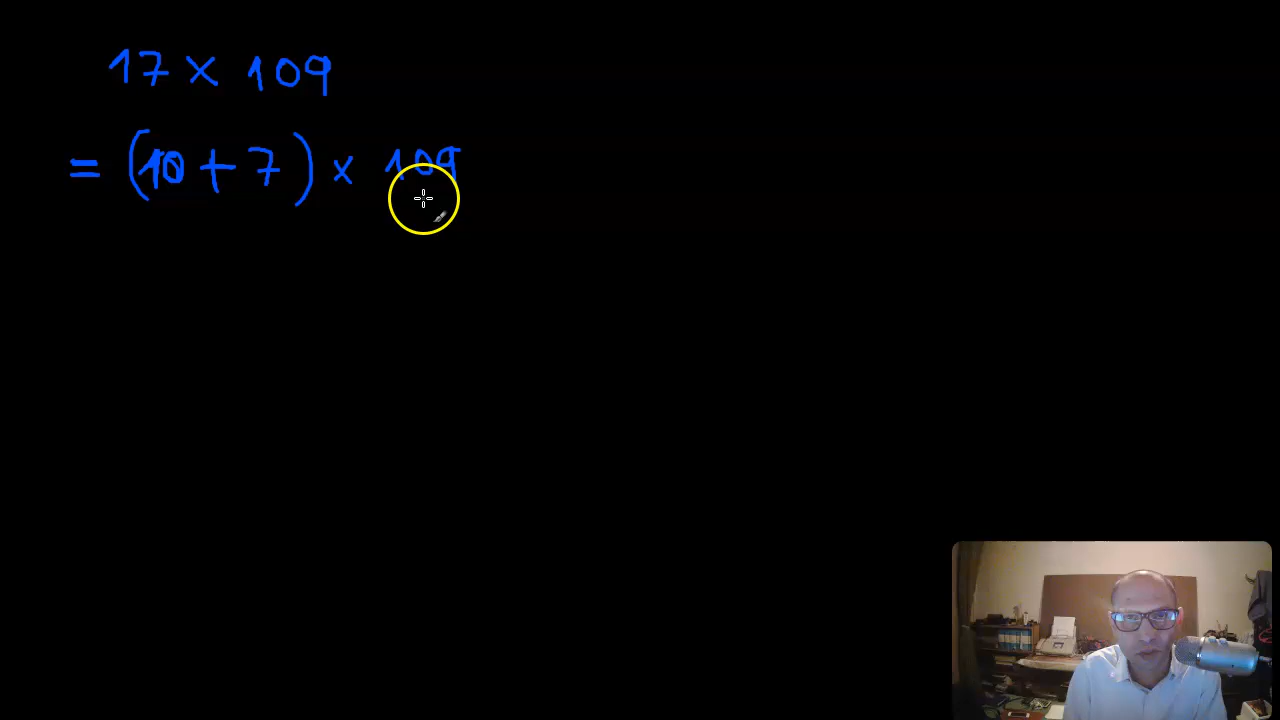 17 × 109
= (10 + 7) × 109